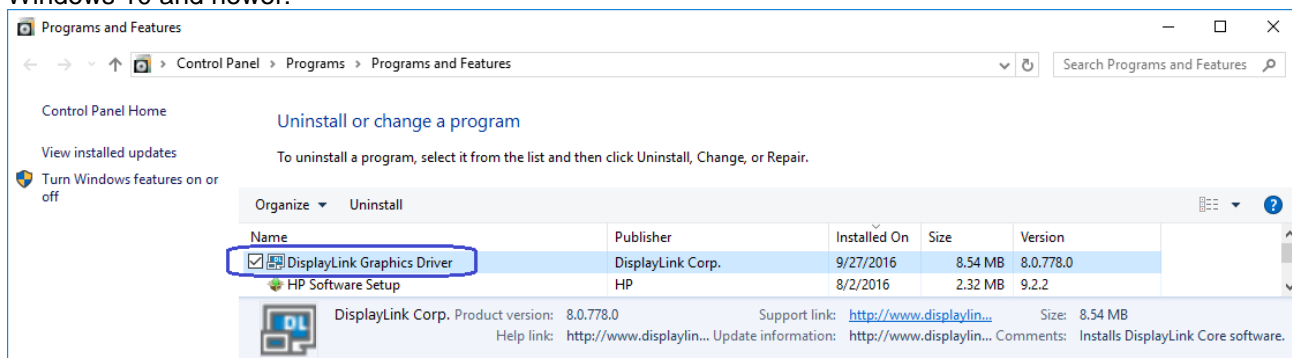 Programs and Features
Control Panel > Programs > Programs and Features
Search Programs and Features
Control Panel Home
View installed updates
Turn Windows features on or
off
Uninstall or change a program
To uninstall a program, select it from the list and then click Uninstall, Change, or Repair.
Organize Uninstall
Name Publisher Installed On Size Version
DisplayLink Graphics Driver DisplayLink Corp. 9/27/2016 8.54 MB 8.0.778.0
HP Software Setup HP 8/2/2016 2.32 MB 9.2.2
DL
DisplayLink Corp. Product version: 8.0.778.0 Support link: http://www.displaylin... Size: 8.54 MB
Help link: http://www.displaylin... Update information: http://www.displaylin... Comments: Installs DisplayLink Core software.